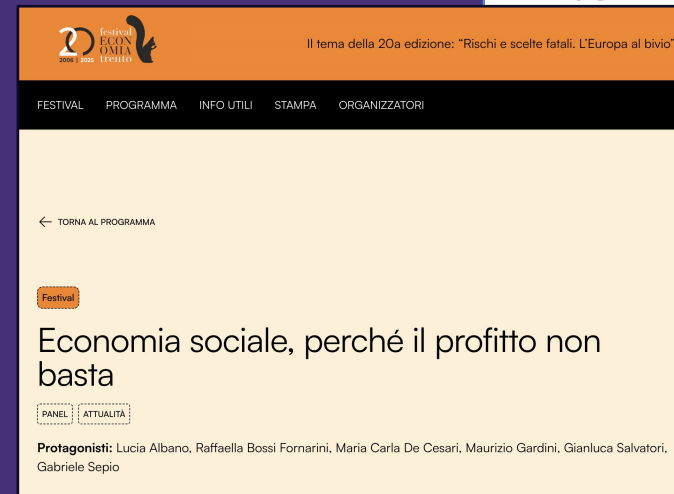 20
2006 | 2025
festival
ECON
OMIA
trento
Il tema della 20a edizione: “Rischi e scelte fatali. L’Europa al bivio”
FESTIVAL PROGRAMMA INFO UTILI STAMPA ORGANIZZATORI
TORNA AL PROGRAMMA
Festival
Economia sociale, perché il profitto non
basta
PANEL ATTUALITÀ
Protagonisti: Lucia Albano, Raffaella Bossi Fornarini, Maria Carla De Cesari, Maurizio Gardini, Gianluca Salvatori,
Gabriele Sepio